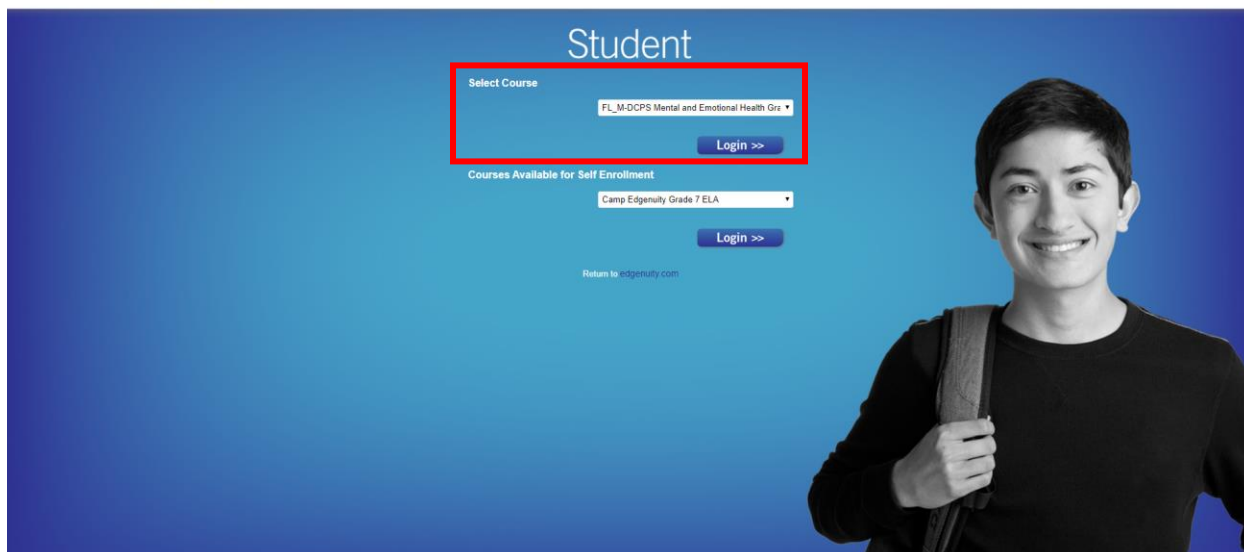 Student
Select Course
FL_M-DCPS Mental and Emotional Health Gra
Login >>
Courses Available for Self Enrollment
Camp Edgenuity Grade 7 ELA
Login >>
Return to edgenuity.com